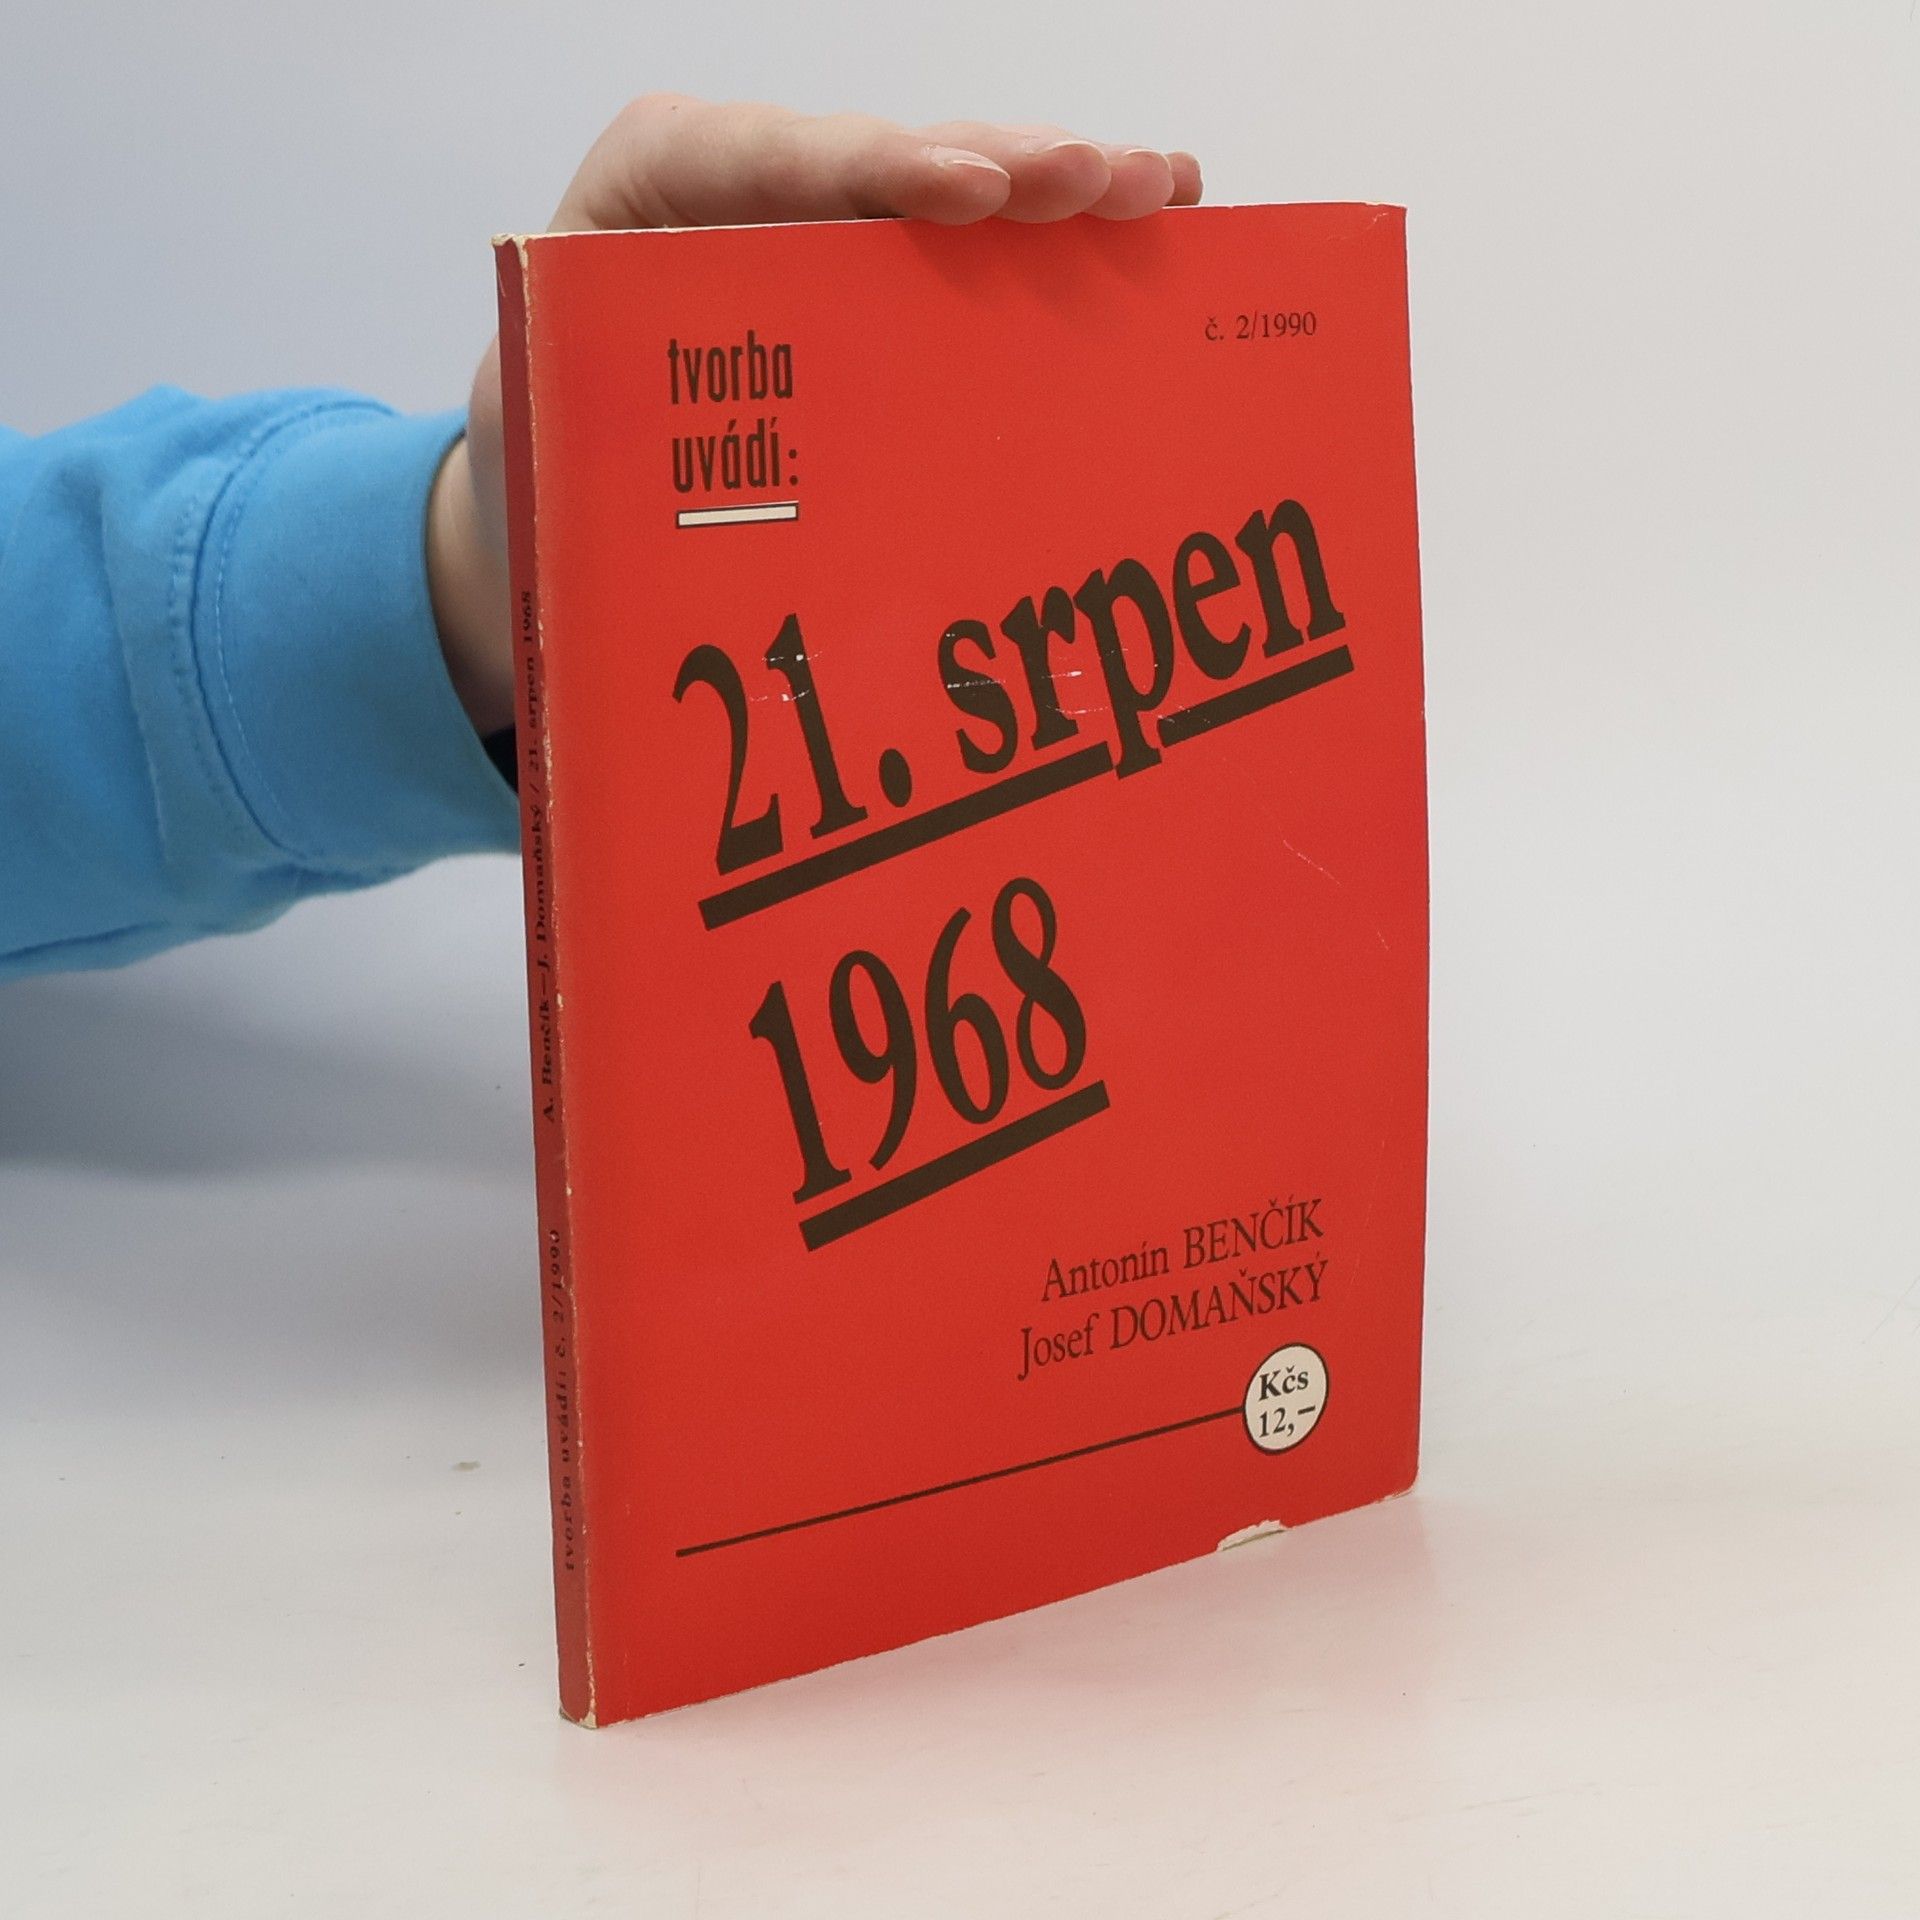 tvorba
uvádí:
č. 2/1990
21. srpen
1968
Antonín BENČÍK
Josef DOMAŇSKÝ
Kčs
12,–
tvorba uvádí: č. 2/1990 A. Benčík—J. Domaňský / 21. srpen 1968